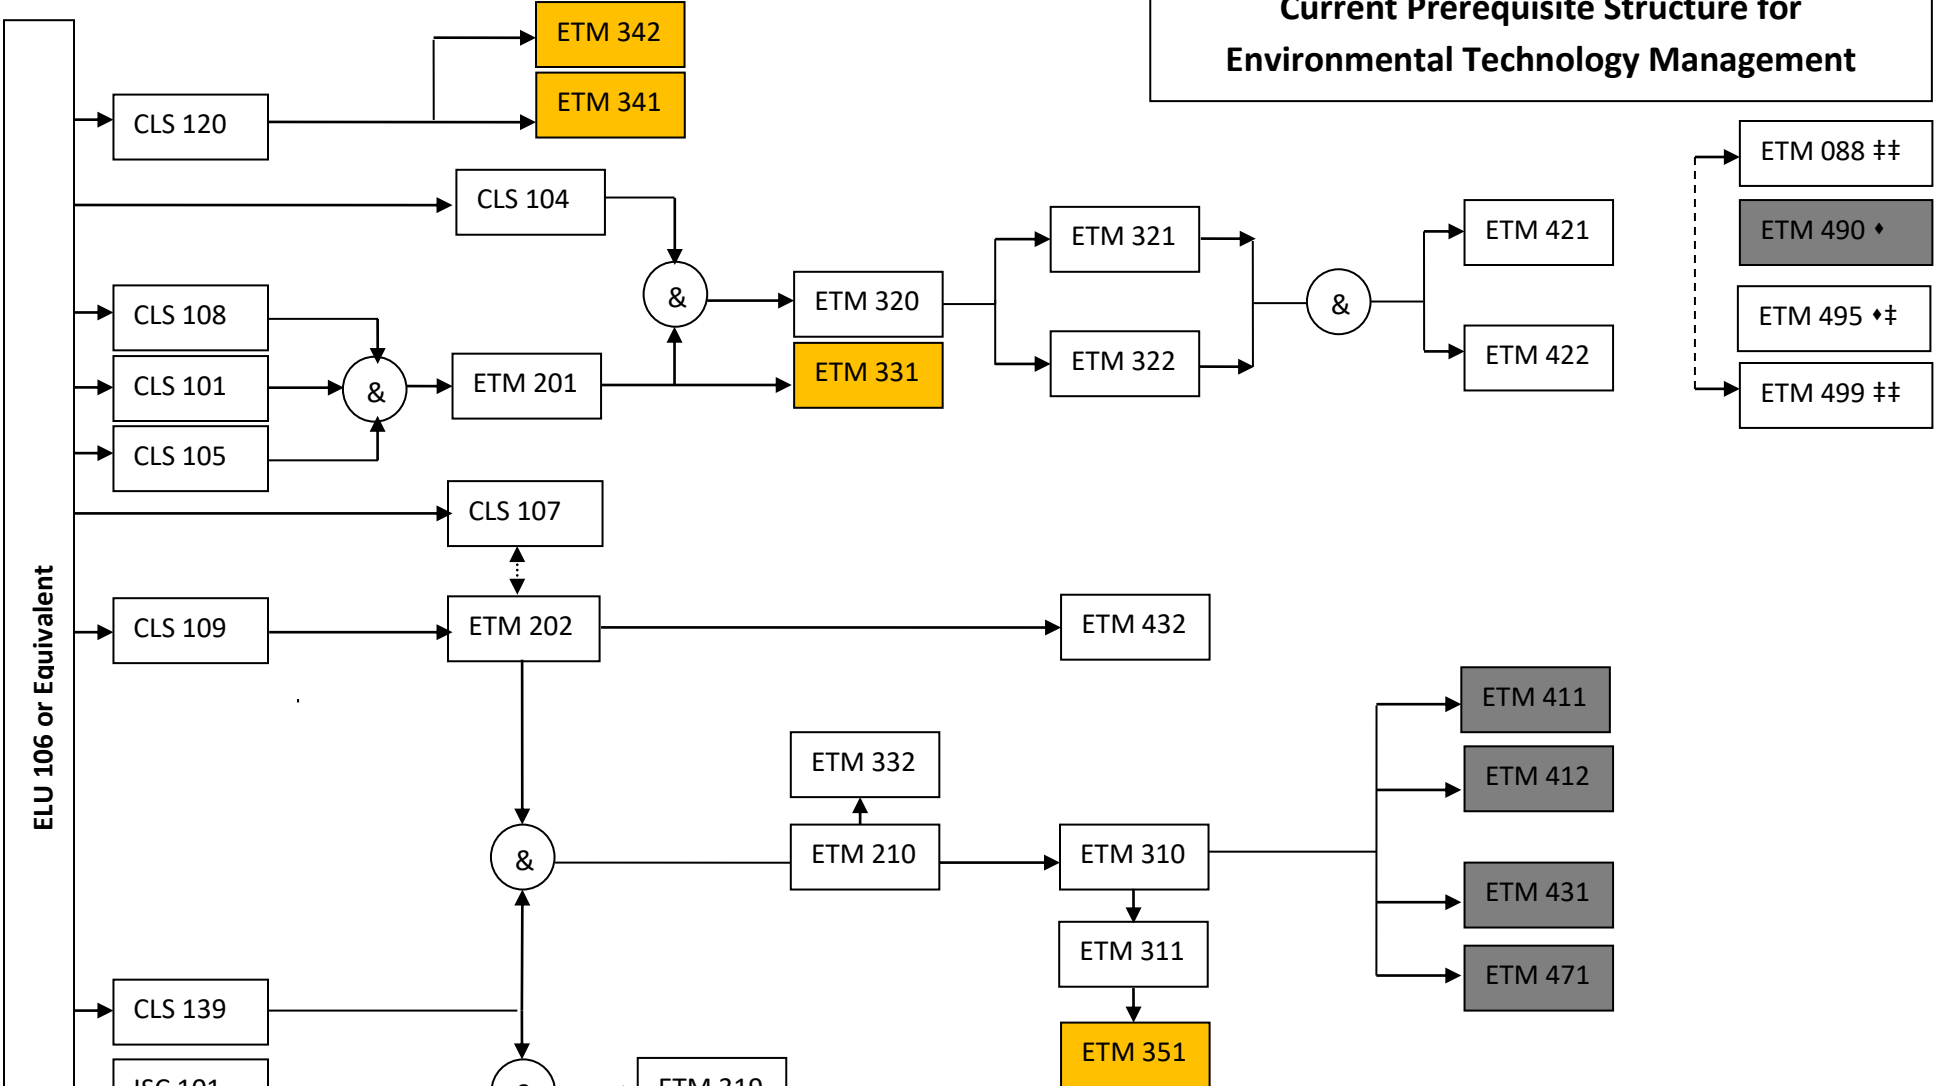 Current Prerequisite Structure for
Environmental Technology Management
ETM 342
ETM 341
CLS 120
ETM 088 ‡‡
CLS 104
ETM 321
ETM 421
ETM 490 ♦
&
ETM 320
&
CLS 108
ETM 495 ♦‡
ETM 331
ETM 322
ETM 422
CLS 101
&
ETM 201
ETM 499 ‡‡
CLS 105
CLS 107
ELU 106 or Equivalent
CLS 109
ETM 202
ETM 432
ETM 411
ETM 332
ETM 412
&
ETM 210
ETM 310
ETM 431
ETM 311
ETM 471
CLS 139
ETM 351
ETM 319